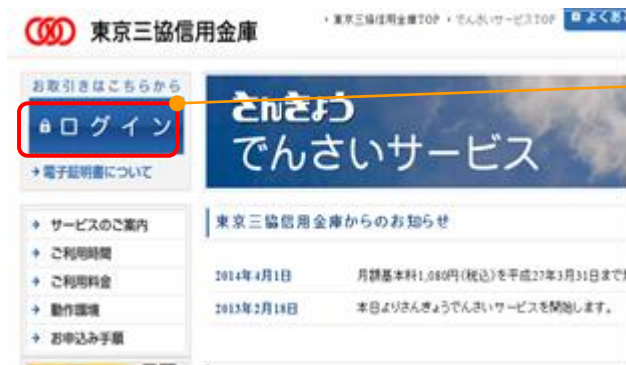 東京三協信用金庫
・東京三協信用金庫TOP ・でんさいサービスTOP
よくある
お取引きはこちらから
ログイン
電子証明書について
さんきょう
でんさいサービス
サービスのご案内
ご利用時間
ご利用料金
動作環境
お申込み手順
東京三協信用金庫からのお知らせ
2014年4月1日 月額基本料1,080円(税込)を平成27年3月31日まで
2013年2月18日 本日よりさんきょうでんさいサービスを開始します。